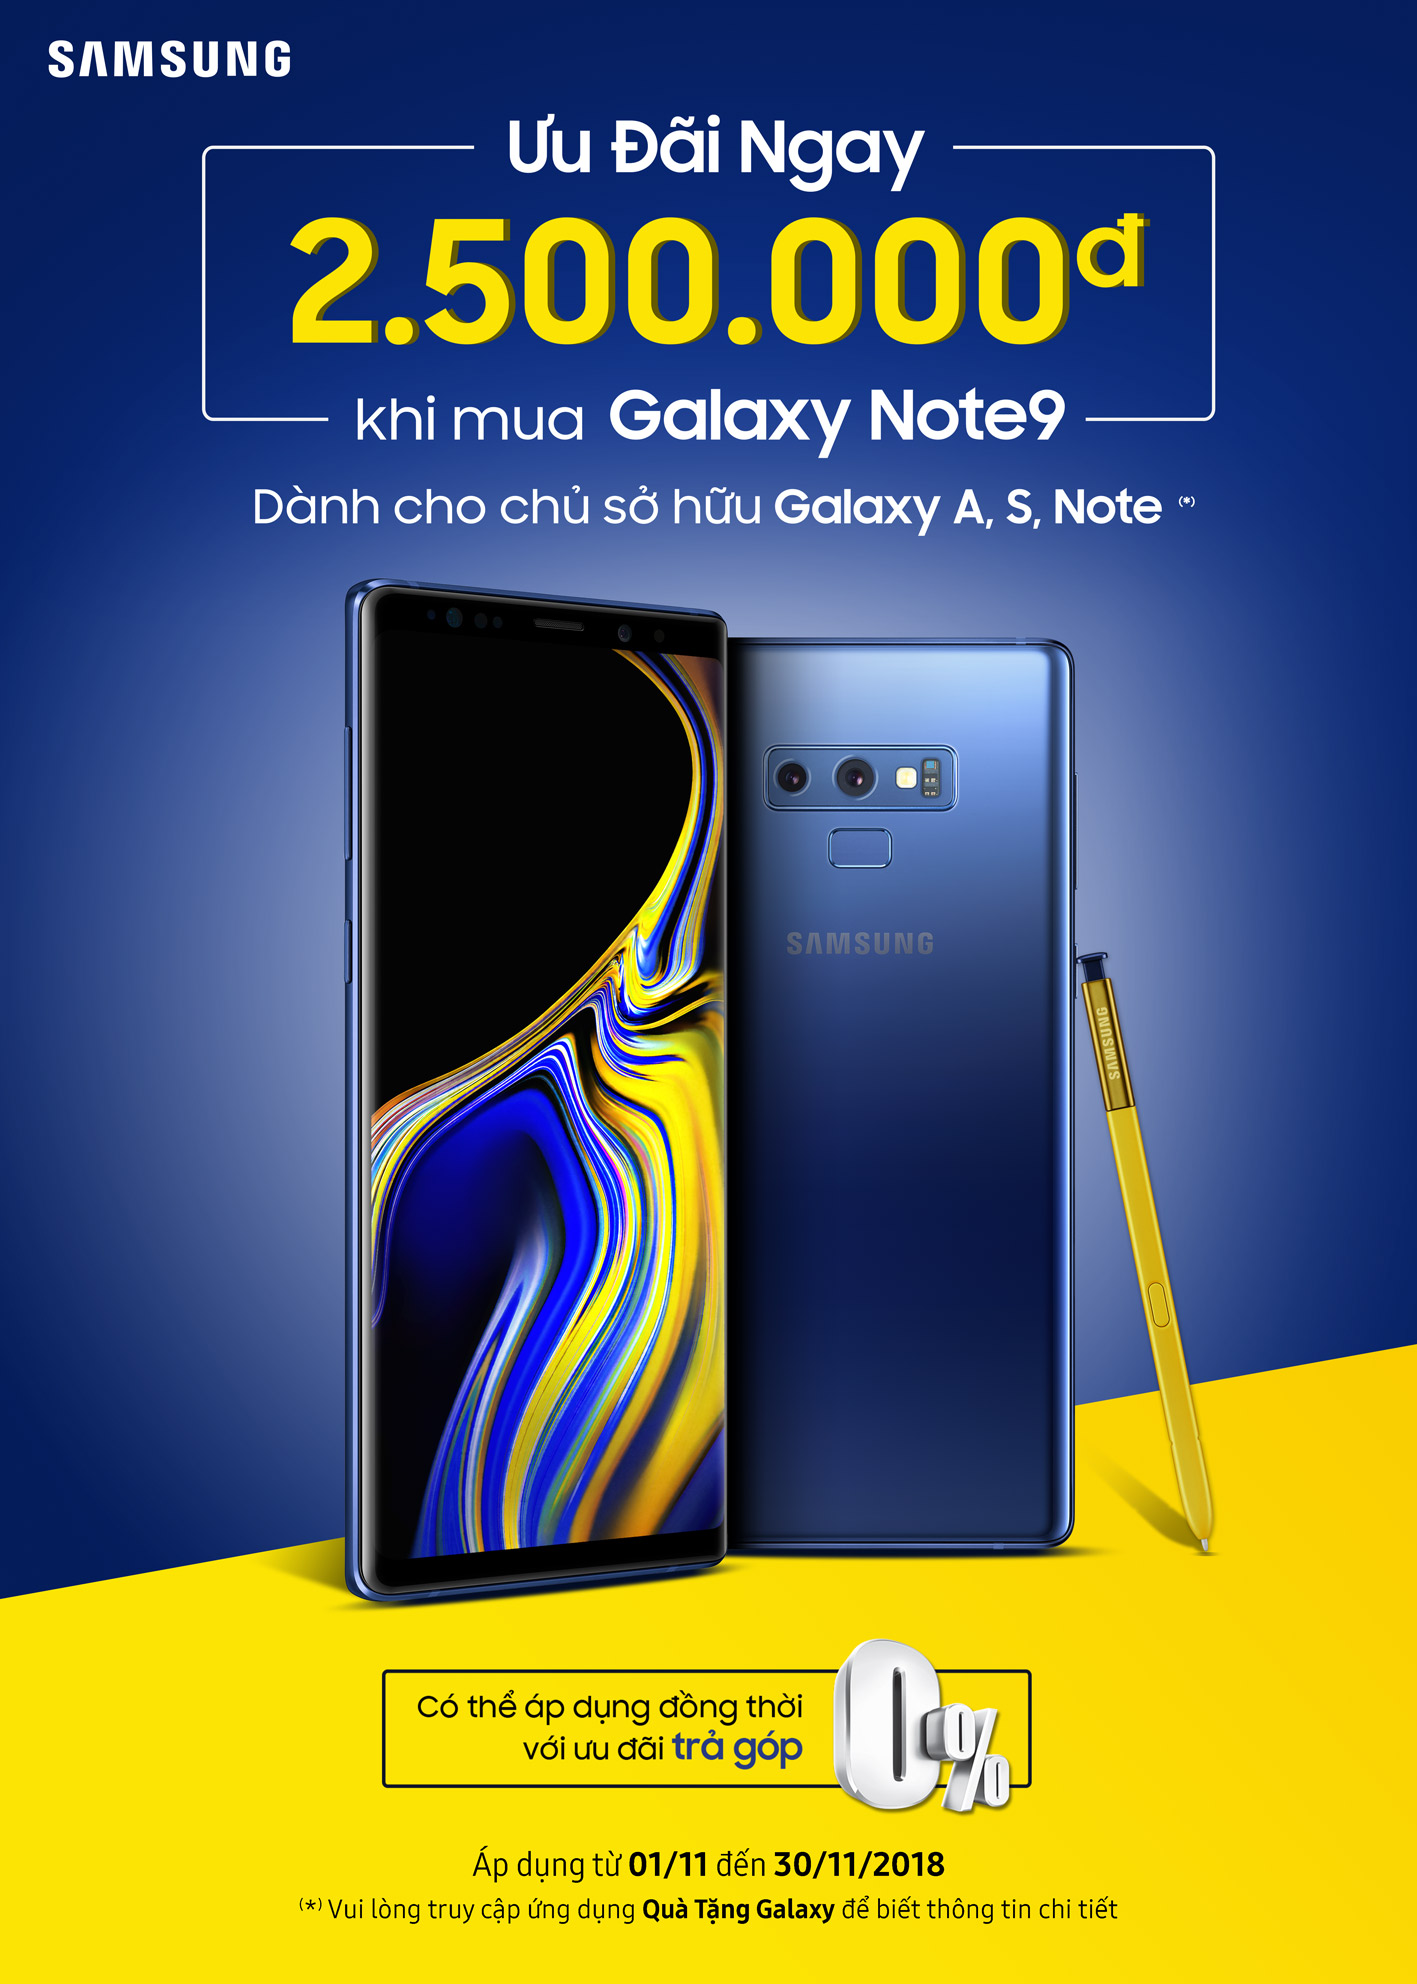 SAMSUNG
Ưu Đãi Ngay
2.500.000đ
khi mua Galaxy Note9
Dành cho chủ sở hữu Galaxy A, S, Note (*)
SAMSUNG
SAMSUNG
Có thể áp dụng đồng thời
với ưu đãi trả góp
0%
Áp dụng từ 01/11 đến 30/11/2018
(*) Vui lòng truy cập ứng dụng Quà Tặng Galaxy để biết thông tin chi tiết